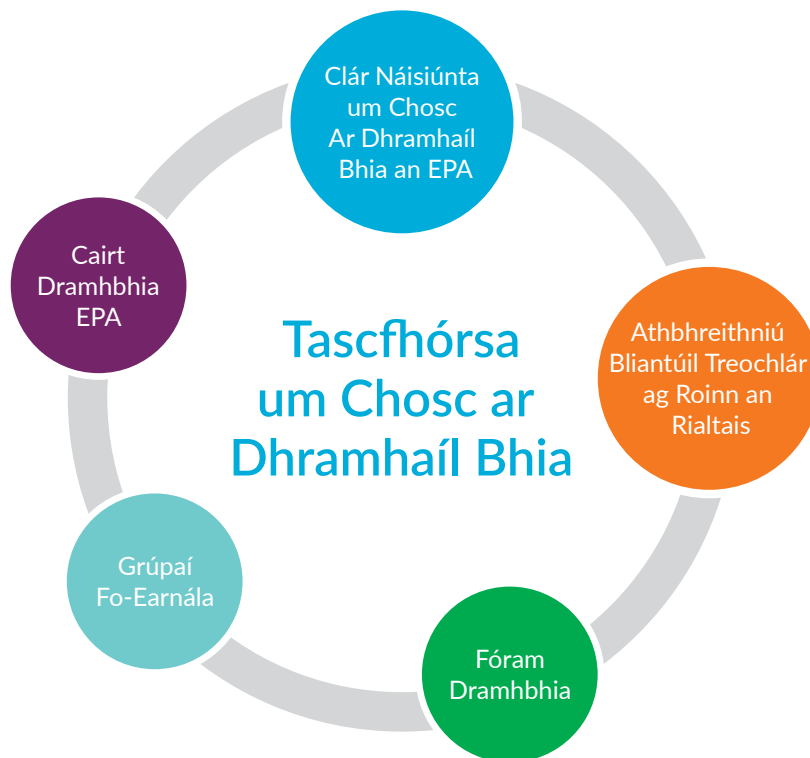 Clár Náisiúnta
um Chosc
Ar Dhramhaíl
Bhia an EPA
Athbhreithniú
Bliantúil Treochlár
ag Roinn an
Rialtais
Fóram
Dramhbhia
Grúpaí
Fo-Earnála
Cairt
Dramhbhia
EPA
Tascfhórsa
um Chosc ar
Dhramhaíl Bhia